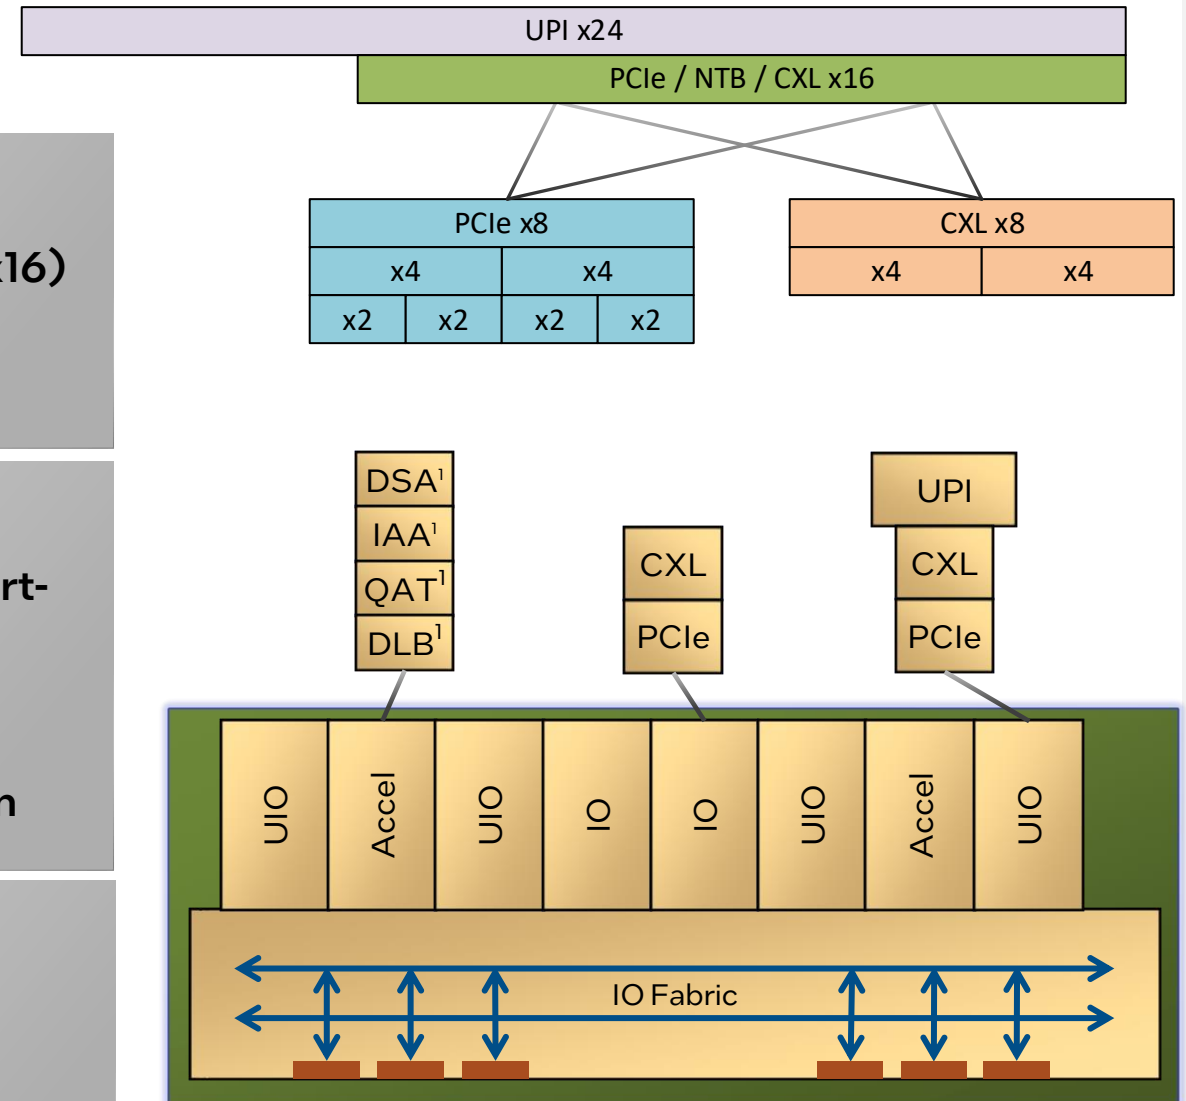 UPI x24
PCIe / NTB / CXL x16
x16)
PCIe x8
CXL x8
x4 x4
x4 x4
x2 x2 x2 x2
rt-
n
DSA¹
IAA¹
QAT¹
DLB¹
CXL
PCIe
UPI
CXL
PCIe
UIO Accel UIO IO IO UIO Accel UIO
IO Fabric